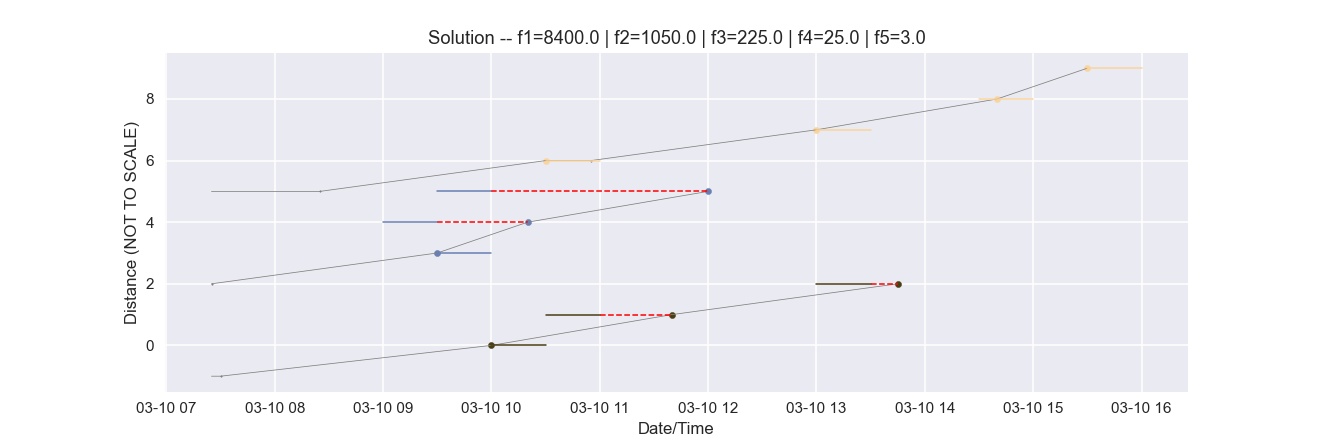 Solution -- f1=8400.0 | f2=1050.0 | f3=225.0 | f4=25.0 | f5=3.0
Distance (NOT TO SCALE)
8
6
4
2
0
03-10 07 03-10 08 03-10 09 03-10 10 03-10 11 03-10 12 03-10 13 03-10 14 03-10 15 03-10 16
Date/Time